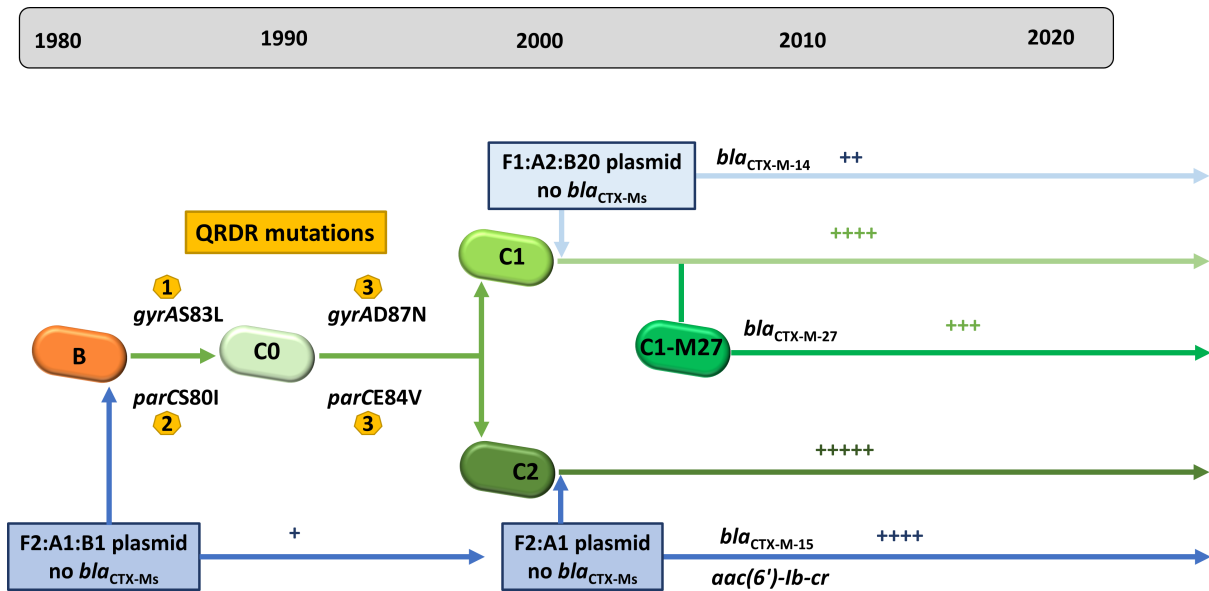 1980 1990 2000 2010 2020
F1:A2:B20 plasmid
no blaCTX-Ms
blaCTX-M-14 ++
QRDR mutations
C1
++++
1
gyrAS83L
3
gyrAD87N
B
C0
C1-M27
blaCTX-M-27
+++
parCS80I
2
parCE84V
3
C2
+++++
F2:A1:B1 plasmid
no blaCTX-Ms
+
F2:A1 plasmid
no blaCTX-Ms
blaCTX-M-15 ++++
aac(6')-Ib-cr